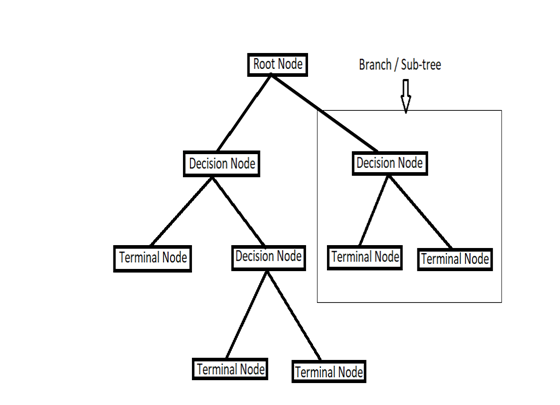 Root Node
Branch / Sub-tree
Decision Node
Decision Node
Terminal Node
Decision Node
Terminal Node
Terminal Node
Terminal Node
Terminal Node